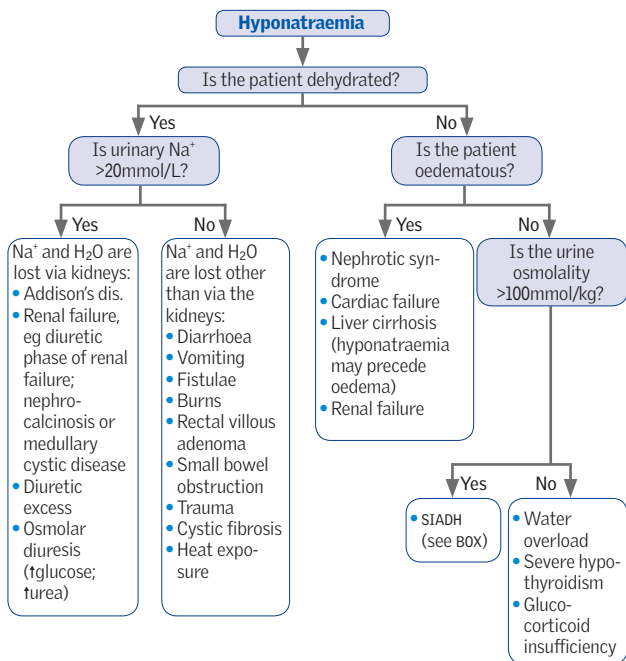 Hyponatraemia
Is the patient dehydrated?
Yes
No
Is urinary Na⁺
>20mmol/L?
Is the patient
oedematous?
Yes
No
Yes
No
Na⁺ and H₂O are
lost via kidneys:
• Addison's dis.
• Renal failure,
eg diuretic
phase of renal
failure;
nephro-
calcinosis or
medullary
cystic disease
• Diuretic
excess
• Osmolar
diuresis
(↑glucose;
↑urea)
Na⁺ and H₂O
are lost other
than via the
kidneys:
• Diarrhoea
• Vomiting
• Fistulae
• Burns
• Rectal villous
adenoma
• Small bowel
obstruction
• Trauma
• Cystic fibrosis
• Heat expo-
sure
• Nephrotic syn-
drome
• Cardiac failure
• Liver cirrhosis
(hyponatraemia
may precede
oedema)
• Renal failure
Is the urine
osmolality
>100mmol/kg?
Yes
No
• SIADH
(see BOX)
• Water
overload
• Severe hypo-
thyroidism
• Gluco-
corticoid
insufficiency